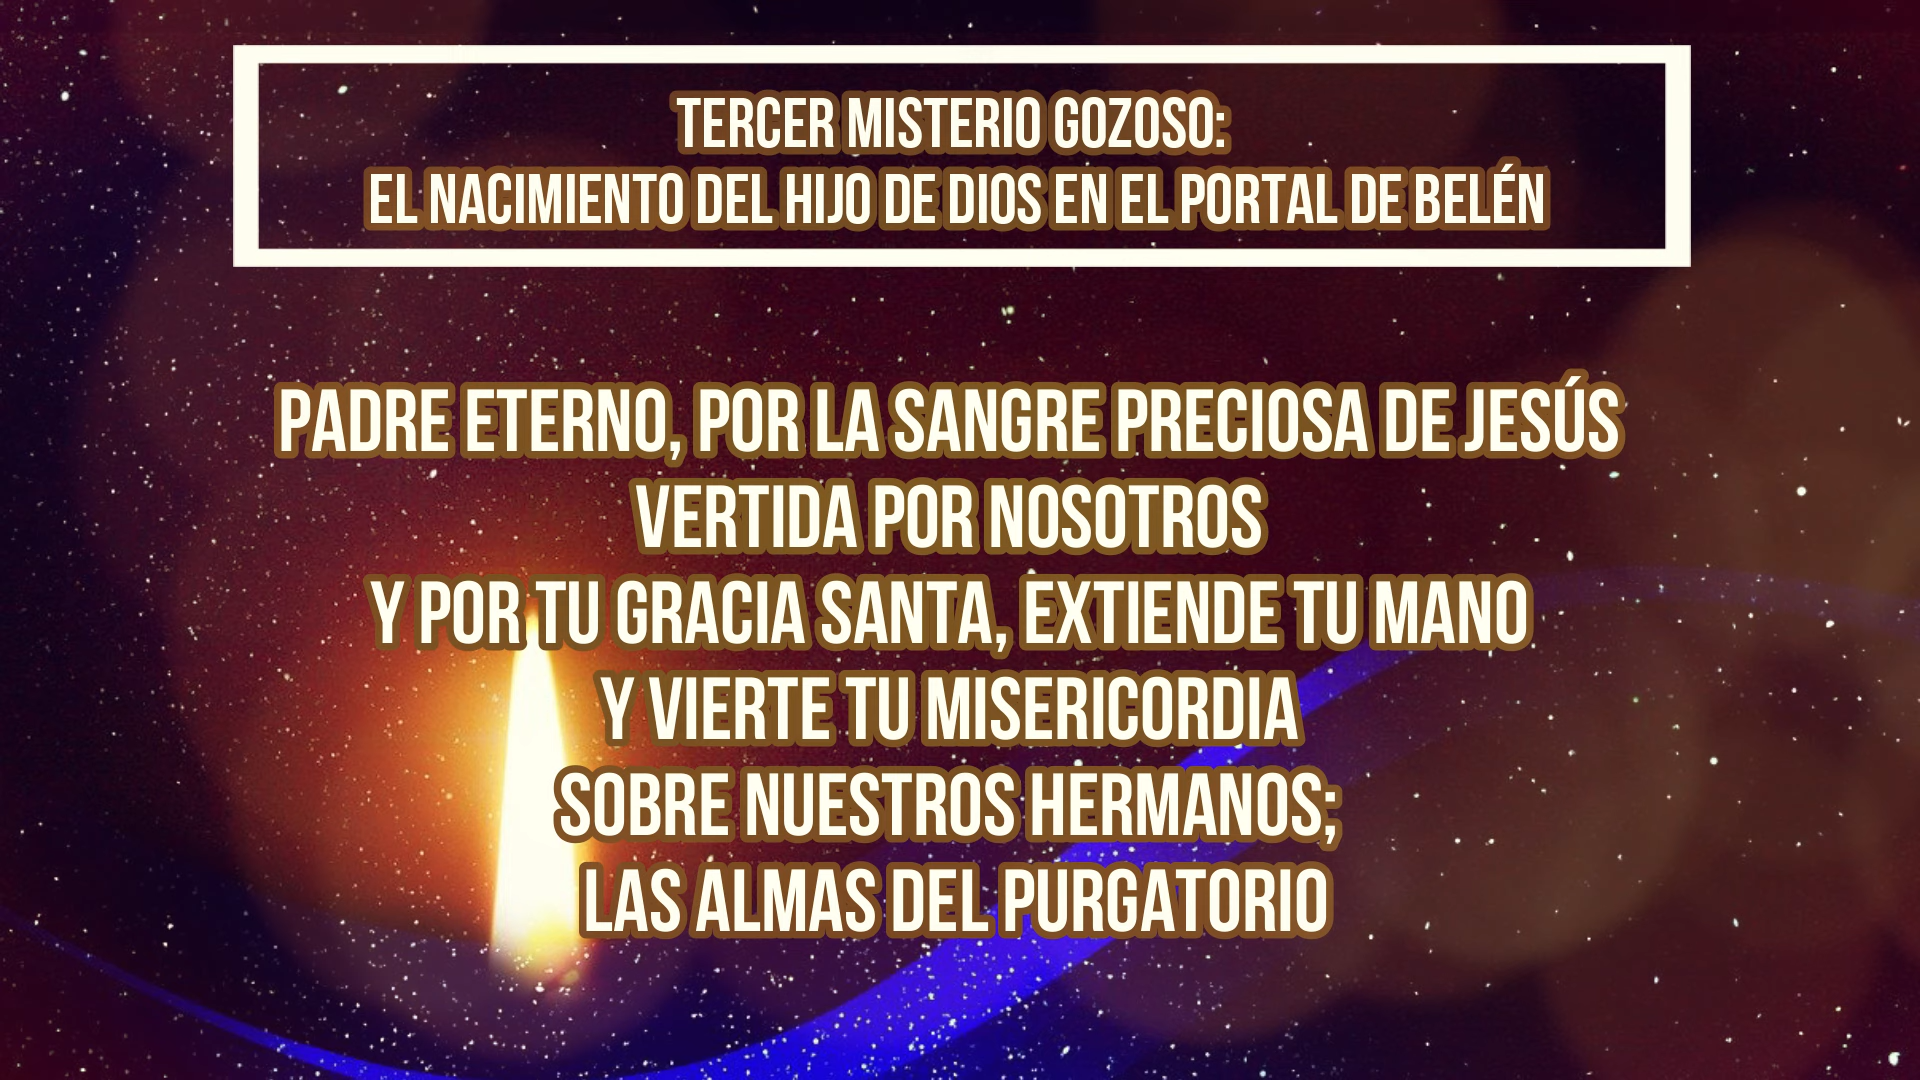 TERCER MISTERIO GOZOSO:
EL NACIMIENTO DEL HIJO DE DIOS EN EL PORTAL DE BELÉN
PADRE ETERNO, POR LA SANGRE PRECIOSA DE JESÚS
VERTIDA POR NOSOTROS
Y POR TU GRACIA SANTA, EXTIENDE TU MANO
Y VIERTE TU MISERICORDIA
SOBRE NUESTROS HERMANOS;
LAS ALMAS DEL PURGATORIO